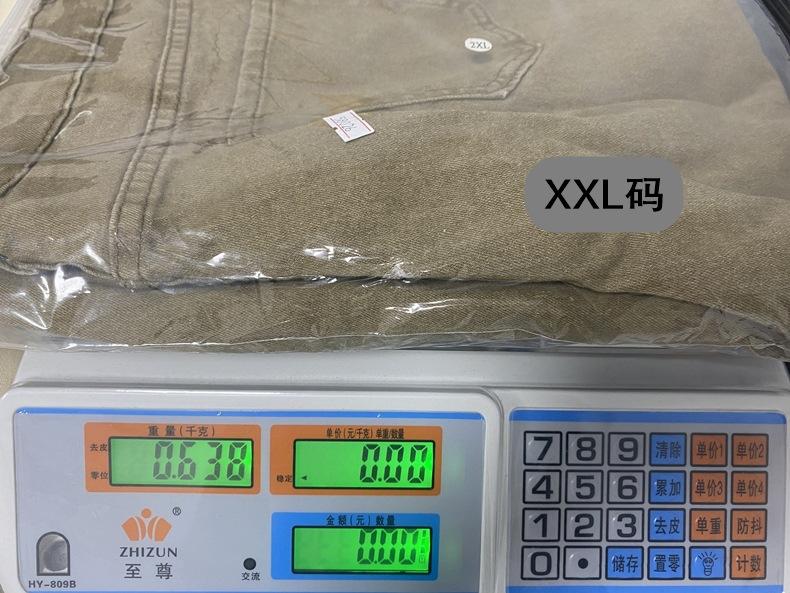 2XL
58026
XXL码
重量(千克)
去皮
零位
0.638
单价(元/千克) 单重/数量
稳定
0.00
金额(元) 数量
0.00
®
ZHIZUN
至尊
HY-809B
交流
7 8 9 清除 单价1 单价2
4 5 6 累加 单价3 单价4
1 2 3 去皮 单重 防抖
0 • 储存 置零 计数